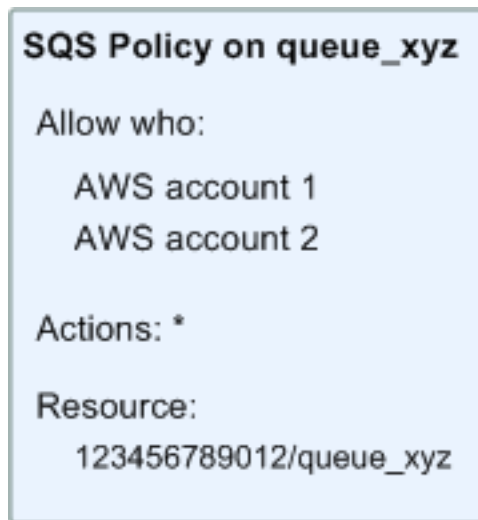 SQS Policy on queue_xyz
Allow who:
AWS account 1
AWS account 2
Actions: *
Resource:
123456789012/queue_xyz